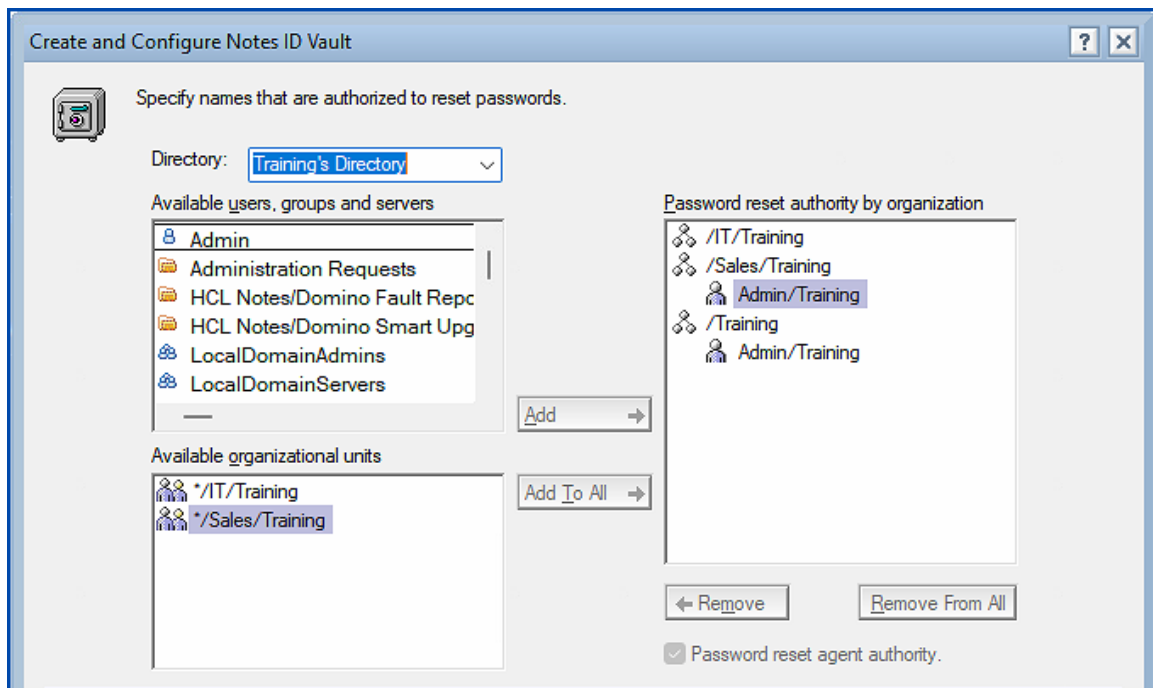 Create and Configure Notes ID Vault
?
Specify names that are authorized to reset passwords.
Directory:
Training's Directory
Available users, groups and servers
Admin
Administration Requests
HCL Notes/Domino Fault Repo
HCL Notes/Domino Smart Upg
LocalDomainAdmins
LocalDomainServers
Available organizational units
*/IT/Training
*/Sales/Training
Add
Add To All
Password reset authority by organization
/IT/Training
/Sales/Training
Admin/Training
/Training
Admin/Training
Remove
Remove From All
Password reset agent authority.